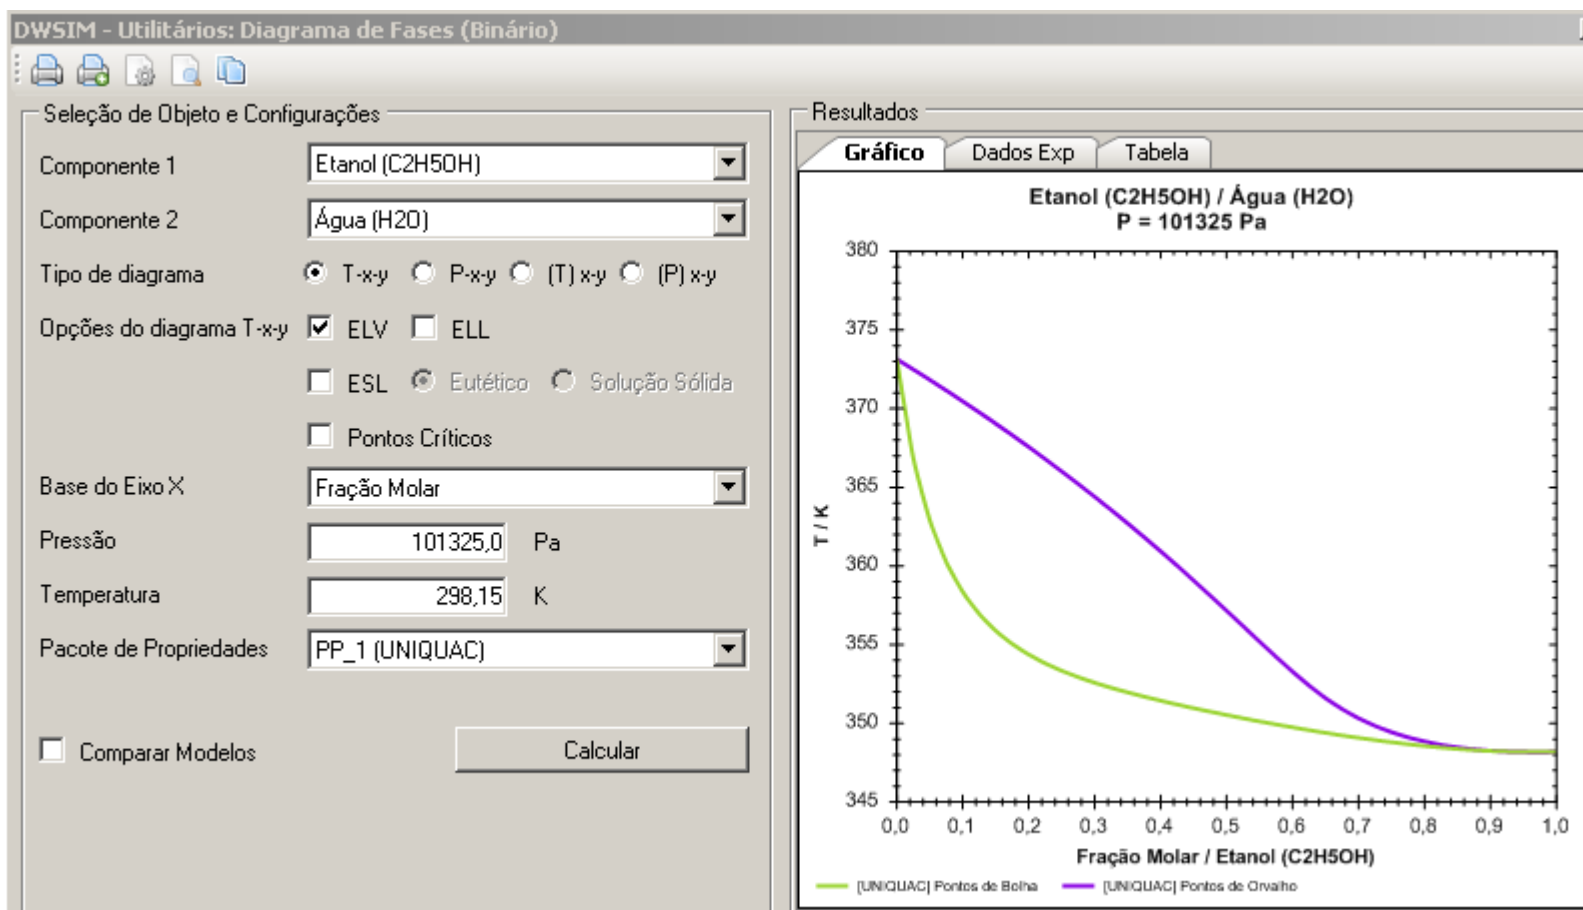 DWSIM - Utilitários: Diagrama de Fases (Binário)
Seleção de Objeto e Configurações
Componente 1
Etanol (C2H5OH)
Componente 2
Água (H2O)
Tipo de diagrama
T-x-y P-x-y (T) x-y (P) x-y
Opções do diagrama T-x-y
ELV ELL
ESL Eutético Solução Sólida
Pontos Críticos
Base do Eixo X
Fração Molar
Pressão
101325,0 Pa
Temperatura
298,15 K
Pacote de Propriedades
PP_1 (UNIQUAC)
Comparar Modelos
Calcular
Resultados
Gráfico Dados Exp Tabela
Etanol (C2H5OH) / Água (H2O)
P = 101325 Pa
380
375
370
365
360
355
350
345
T / K
0,0 0,1 0,2 0,3 0,4 0,5 0,6 0,7 0,8 0,9 1,0
Fração Molar / Etanol (C2H5OH)
[UNIQUAC] Pontos de Bolha [UNIQUAC] Pontos de Orvalho